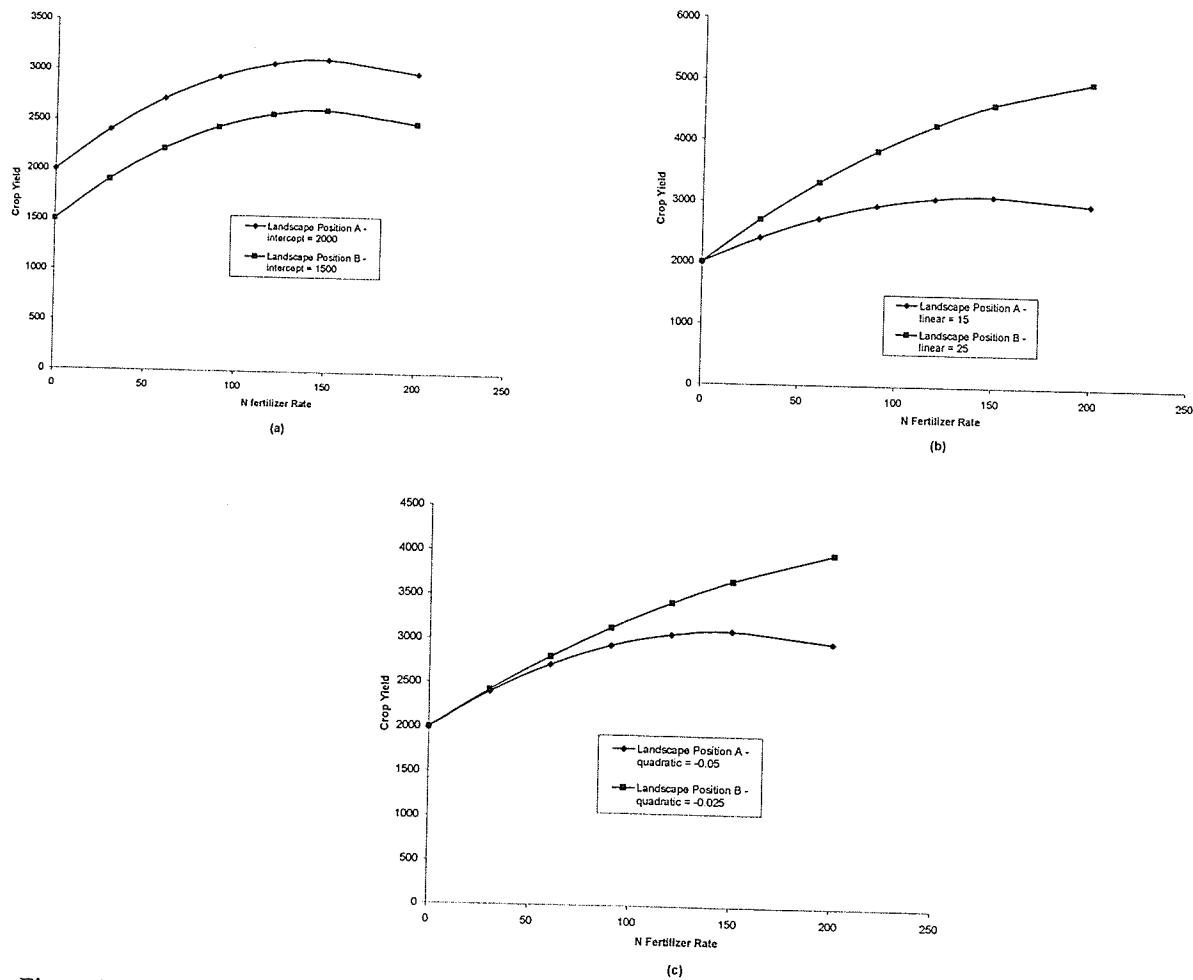 3500
3000
2500
2000
1500
1000
500
0
Crop Yield
0 50 100 150 200 250
N fertilizer Rate
Landscape Position A -
intercept = 2000
Landscape Position B -
intercept = 1500
(a)
6000
5000
4000
3000
2000
1000
0
Crop Yield
0 50 100 150 200 250
N Fertilizer Rate
Landscape Position A -
linear = 15
Landscape Position B -
linear = 25
(b)
4500
4000
3500
3000
2500
2000
1500
1000
500
0
Crop Yield
0 50 100 150 200 250
N Fertilizer Rate
Landscape Position A -
quadratic = -0.05
Landscape Position B -
quadratic = -0.025
(c)